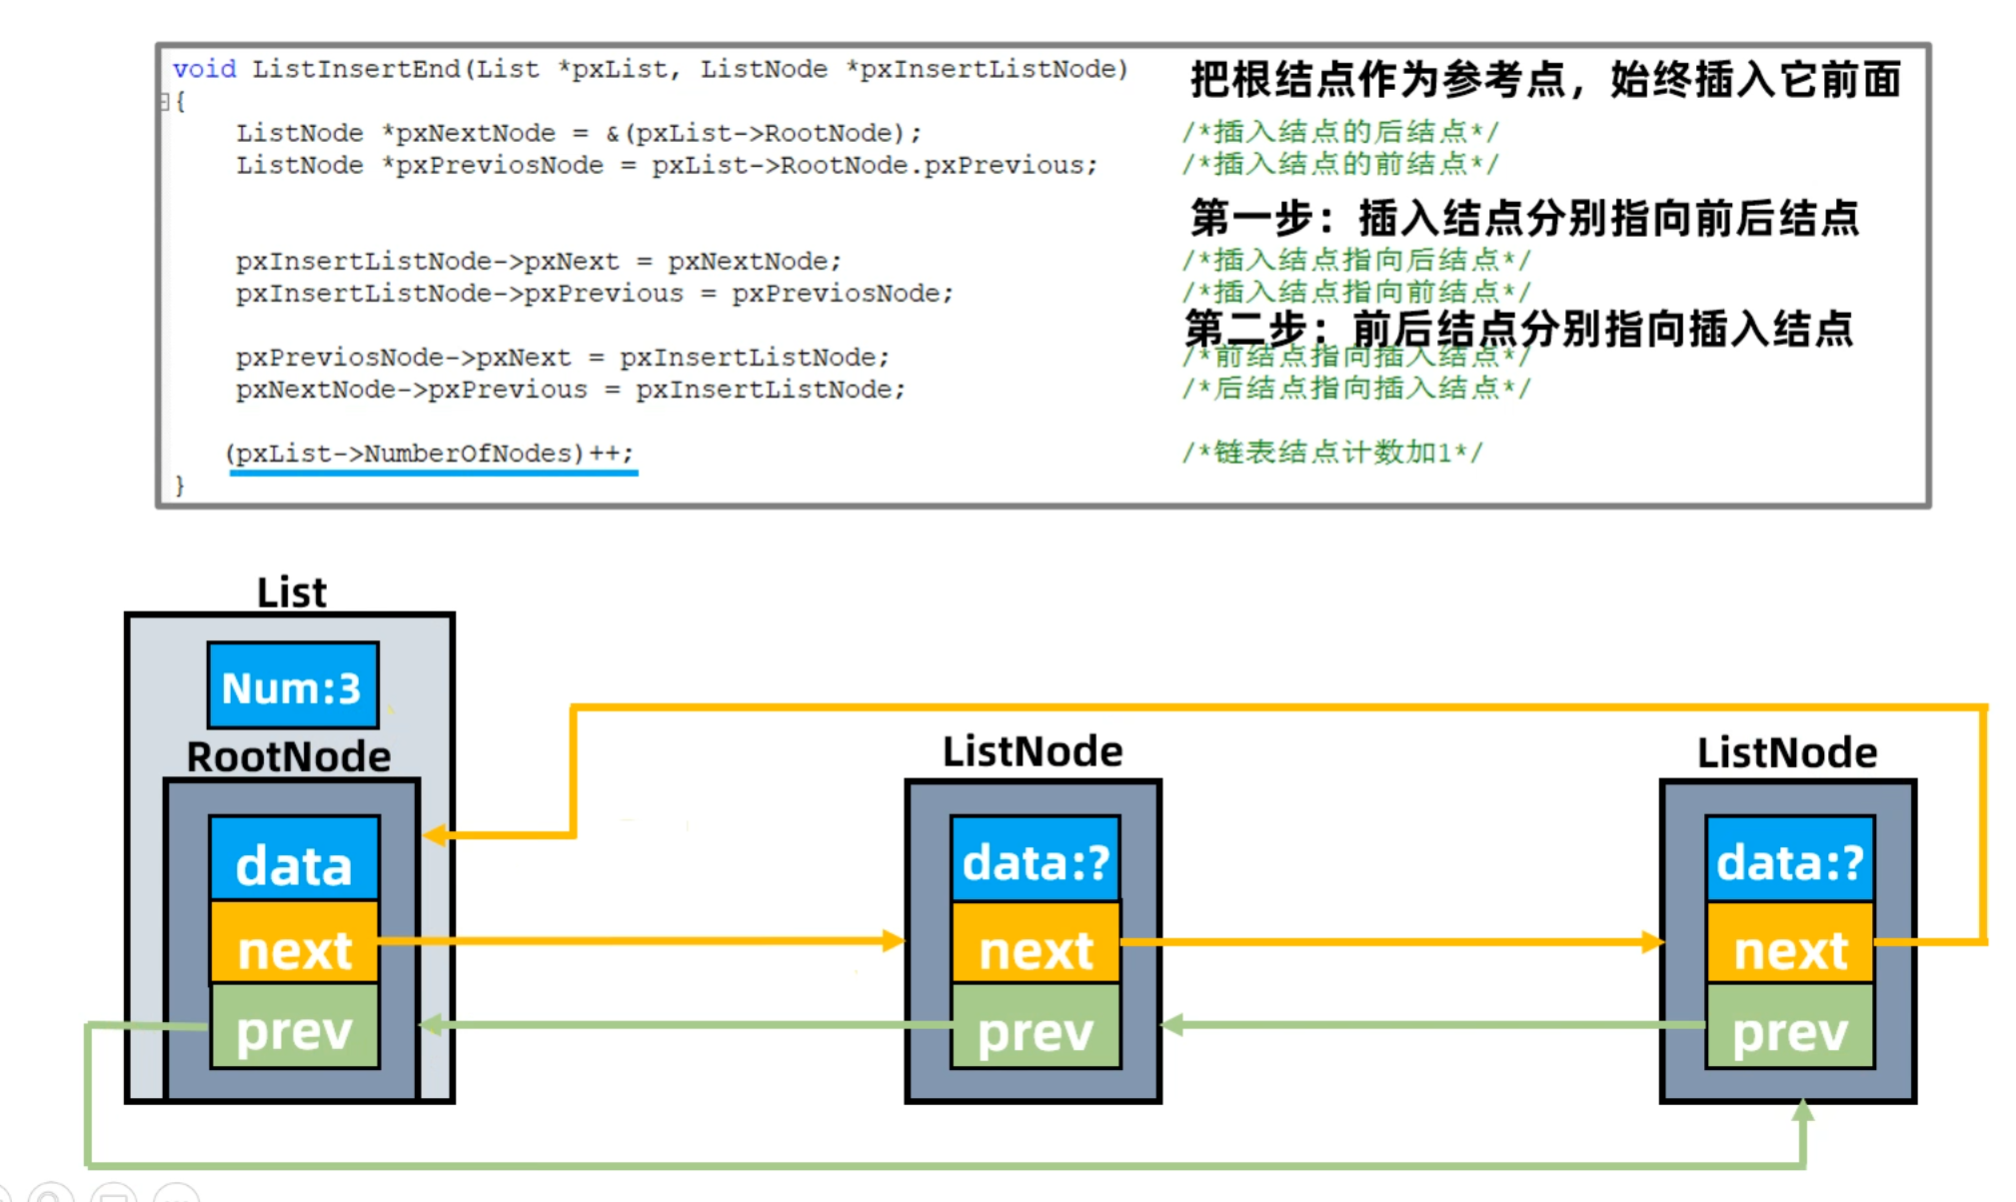 void ListInsertEnd(List *pxList, ListNode *pxInsertListNode) 把根结点作为参考点，始终插入它前面
{
ListNode *pxNextNode = &(pxList->RootNode); /*插入结点的后结点*/
ListNode *pxPreviosNode = pxList->RootNode.pxPrevious; /*插入结点的前结点*/
第一步：插入结点分别指向前后结点
pxInsertListNode->pxNext = pxNextNode; /*插入结点指向后结点*/
pxInsertListNode->pxPrevious = pxPreviosNode; /*插入结点指向前结点*/
第二步：前后结点分别指向插入结点
pxPreviosNode->pxNext = pxInsertListNode; /*前结点指向插入结点*/
pxNextNode->pxPrevious = pxInsertListNode; /*后结点指向插入结点*/
(pxList->NumberOfNodes)++; /*链表结点计数加1*/
}
List
Num:3
RootNode
data
next
prev
ListNode
data:?
next
prev
ListNode
data:?
next
prev